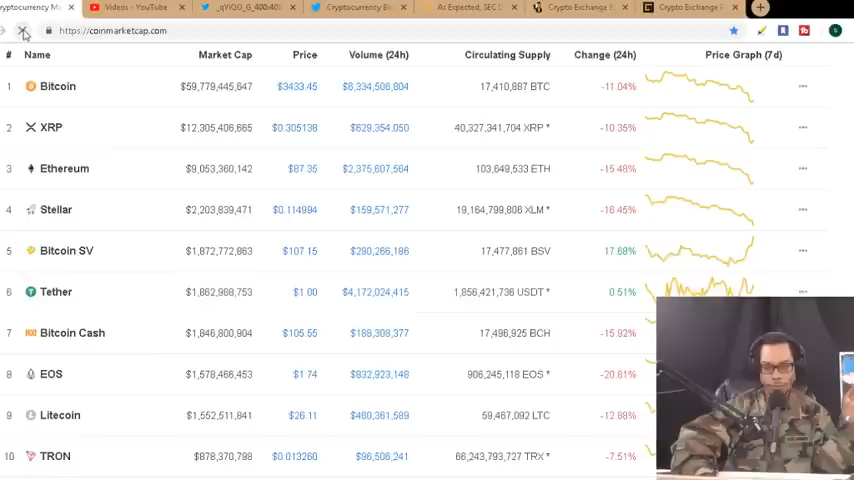 ryptocurrency Ma
Videos - YouTube
_qYiQO_G_400x400
Cryptocurrency Bl
As Expected, SEC D
Crypto Exchange B
Crypto Exchange
https://coinmarketcap.com
# Name Market Cap Price Volume (24h) Circulating Supply Change (24h) Price Graph (7d)
1 Bitcoin $59,779,445,647 $3433.45 $6,334,506,804 17,410,887 BTC -11.04%
2 XRP $12,305,406,665 $0.305138 $629,354,050 40,327,341,704 XRP * -10.35%
3 Ethereum $9,053,360,142 $87.35 $2,375,607,564 103,649,533 ETH -15.48%
4 Stellar $2,203,839,471 $0.114994 $159,571,277 19,164,799,806 XLM * -16.45%
5 Bitcoin SV $1,872,772,863 $107.15 $290,266,186 17,477,861 BSV 17.68%
6 Tether $1,862,988,753 $1.00 $4,172,024,415 1,856,421,736 USDT * 0.51%
7 Bitcoin Cash $1,846,800,904 $105.55 $188,308,377 17,496,925 BCH -15.92%
8 EOS $1,578,466,453 $1.74 $832,923,148 906,245,118 EOS * -20.81%
9 Litecoin $1,552,511,841 $26.11 $460,361,589 59,467,092 LTC -12.88%
10 TRON $878,370,798 $0.013260 $96,506,241 66,243,793,727 TRX * -7.51%